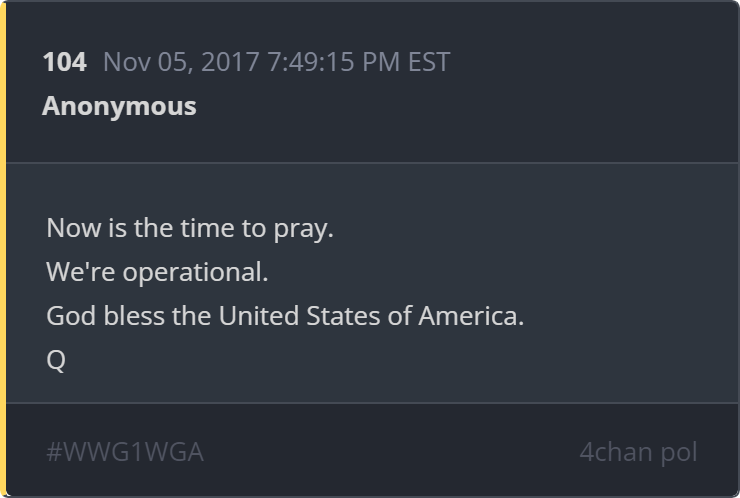 104 Nov 05, 2017 7:49:15 PM EST
Anonymous
Now is the time to pray.
We're operational.
God bless the United States of America.
Q
#WWG1WGA 4chan pol